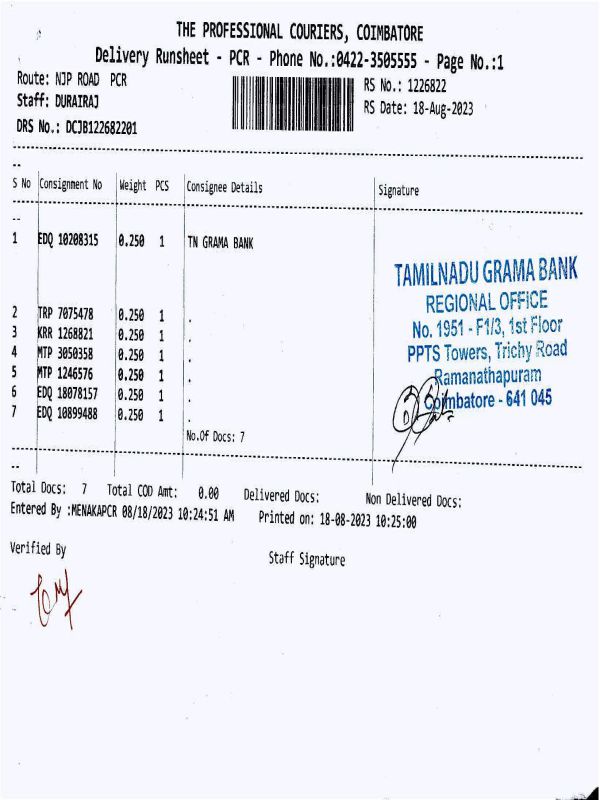 THE PROFESSIONAL COURIERS, COIMBATORE
Delivery Runsheet - PCR - Phone No.:0422-3505555 - Page No.:1
Route: NJP ROAD PCR
RS No.: 1226822
Staff: DURAIRAJ
RS Date: 18-Aug-2023
DRS No.: DCJB122682201
S No Consignment No Weight PCS Consignee Details Signature
1 EDQ 10208315 0.250 1 TN GRAMA BANK
TAMILNADU GRAMA BANK
REGIONAL OFFICE
No. 1951 - F1/3, 1st Floor
PPTS Towers, Trichy Road
Ramanathapuram
Coimbatore - 641 045
2 TRP 7075478 0.250 1 .
3 KRR 1268821 0.250 1 .
4 MTP 3050358 0.250 1 .
5 MTP 1246576 0.250 1 .
6 EDQ 18078157 0.250 1 .
7 EDQ 10899488 0.250 1 .
No.Of Docs: 7
Total Docs: 7 Total COD Amt: 0.00 Delivered Docs: Non Delivered Docs:
Entered By :MENAKAPCR 08/18/2023 10:24:51 AM Printed on: 18-08-2023 10:25:00
Verified By
Staff Signature